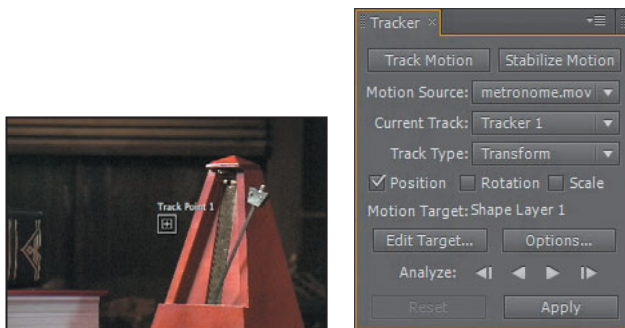 Track Point 1
Tracker
Track Motion Stabilize Motion
Motion Source: metronome.mov
Current Track: Tracker 1
Track Type: Transform
Position Rotation Scale
Motion Target: Shape Layer 1
Edit Target... Options...
Analyze:
Reset Apply